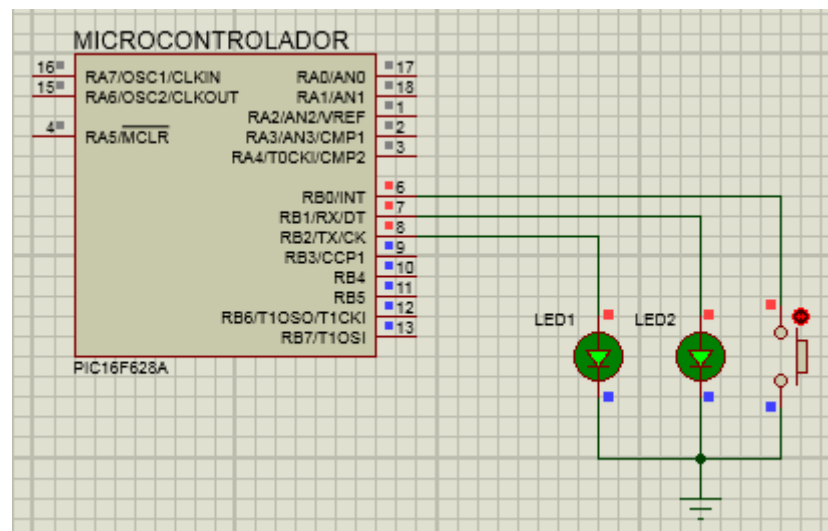 MICROCONTROLADOR
16 RA7/OSC1/CLKIN RA0/AN0 17
15 RA6/OSC2/CLKOUT RA1/AN1 18
RA2/AN2/VREF 1
4 RA5/MCLR RA3/AN3/CMP1 2
RA4/T0CKI/CMP2 3
RB0/INT 6
RB1/RX/DT 7
RB2/TX/CK 8
RB3/CCP1 9
RB4 10
RB5 11
RB6/T1OSO/T1CKI 12
RB7/T1OSI 13
LED1 LED2
PIC16F628A